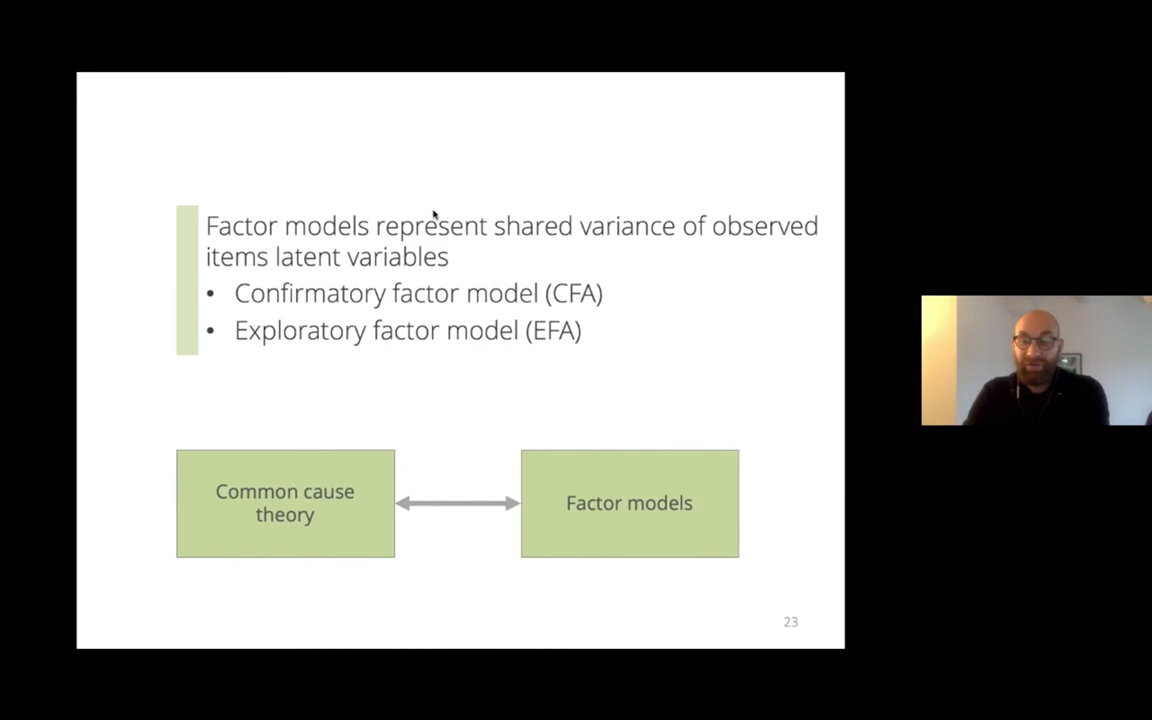 Factor models represent shared variance of observed
items latent variables
• Confirmatory factor model (CFA)
• Exploratory factor model (EFA)
Common cause
theory
Factor models
23